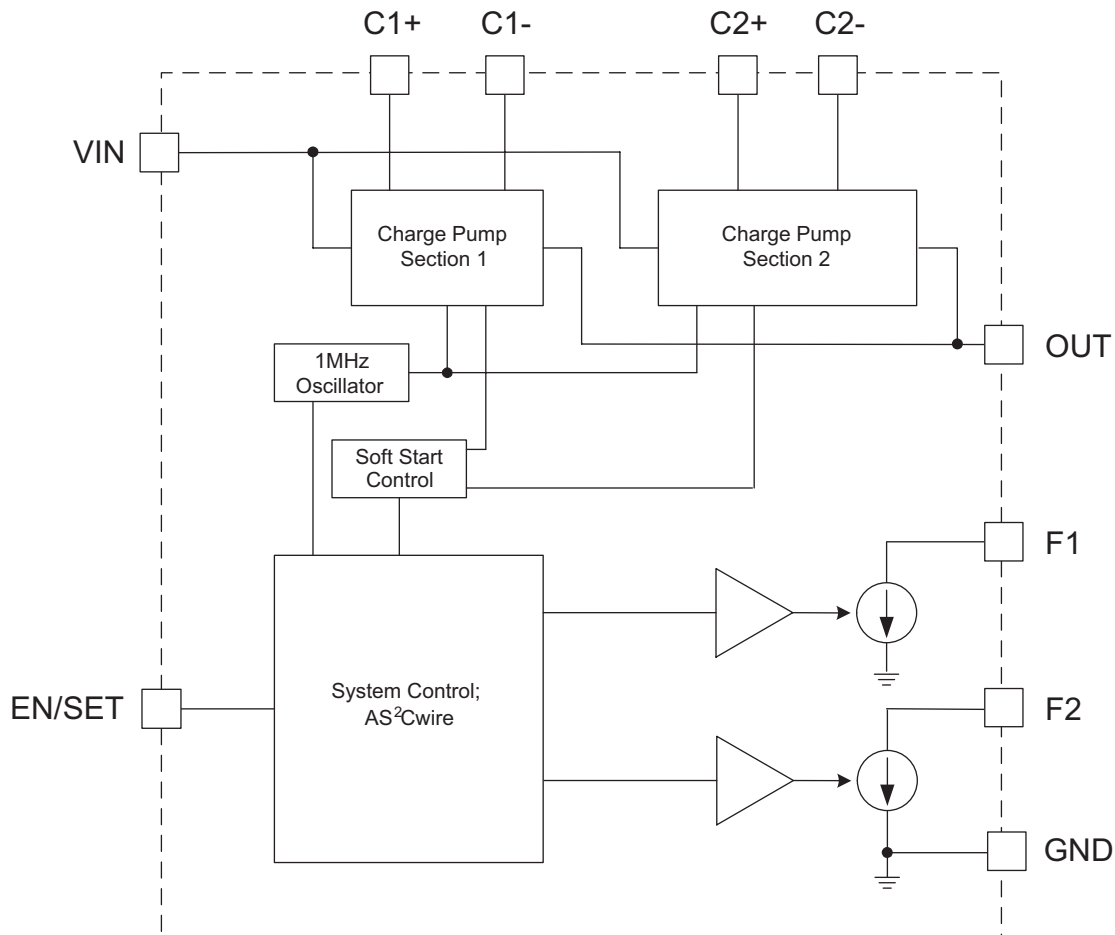 C1+ C1- C2+ C2-
VIN
Charge Pump
Section 1
Charge Pump
Section 2
OUT
1MHz
Oscillator
Soft Start
Control
F1
EN/SET
System Control;
AS²Cwire
F2
GND